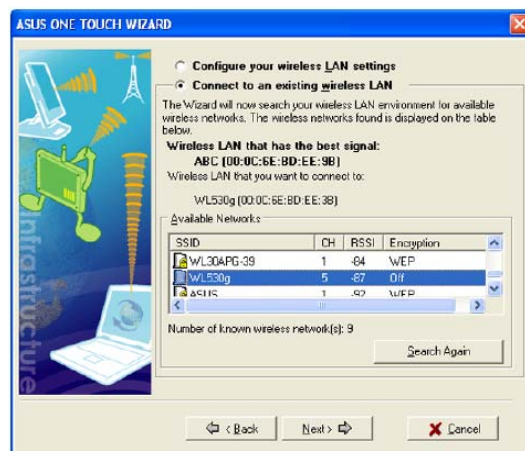 ASUS ONE TOUCH WIZARD
Configure your wireless LAN settings
Connect to an existing wireless LAN
The Wizard will now search your wireless LAN environment for available
wireless networks. The wireless networks found is displayed on the table
below.
Wireless LAN that has the best signal:
ABC (00:0C:6E:BD:EE:9B)
Wireless LAN that you want to connect to:
WL530g (00:0C:6E:BD:EE:3B)
Available Networks
SSID CH RSSI Encryption
WL30APG-39 1 -84 WEP
WL530g 5 -87 Off
ASUS 1 -92 WEP
Number of known wireless network(s): 9
Search Again
Infrastructure
< Back Next > Cancel